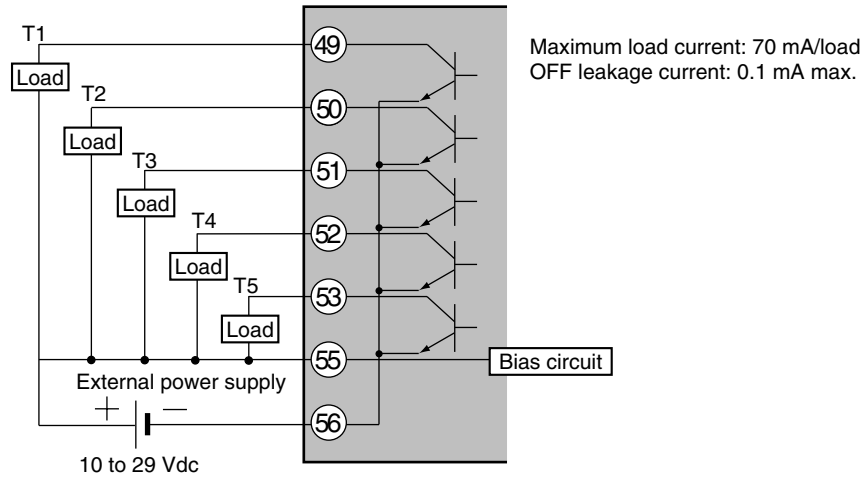 T1
49
Maximum load current: 70 mA/load
OFF leakage current: 0.1 mA max.
Load
T2
50
Load
T3
51
Load
T4
52
Load
T5
53
Load
55
Bias circuit
External power supply
+ −
56
10 to 29 Vdc